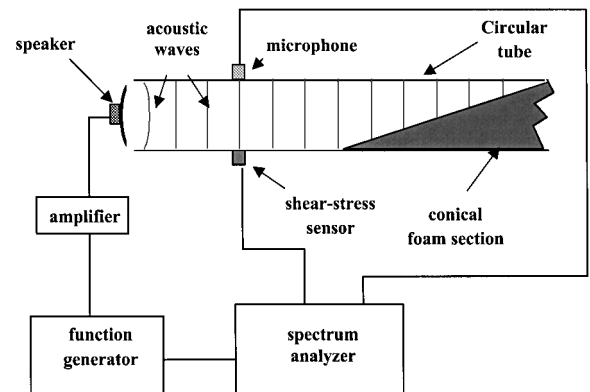 speaker
acoustic
waves
microphone
Circular
tube
shear-stress
sensor
conical
foam section
amplifier
function
generator
spectrum
analyzer